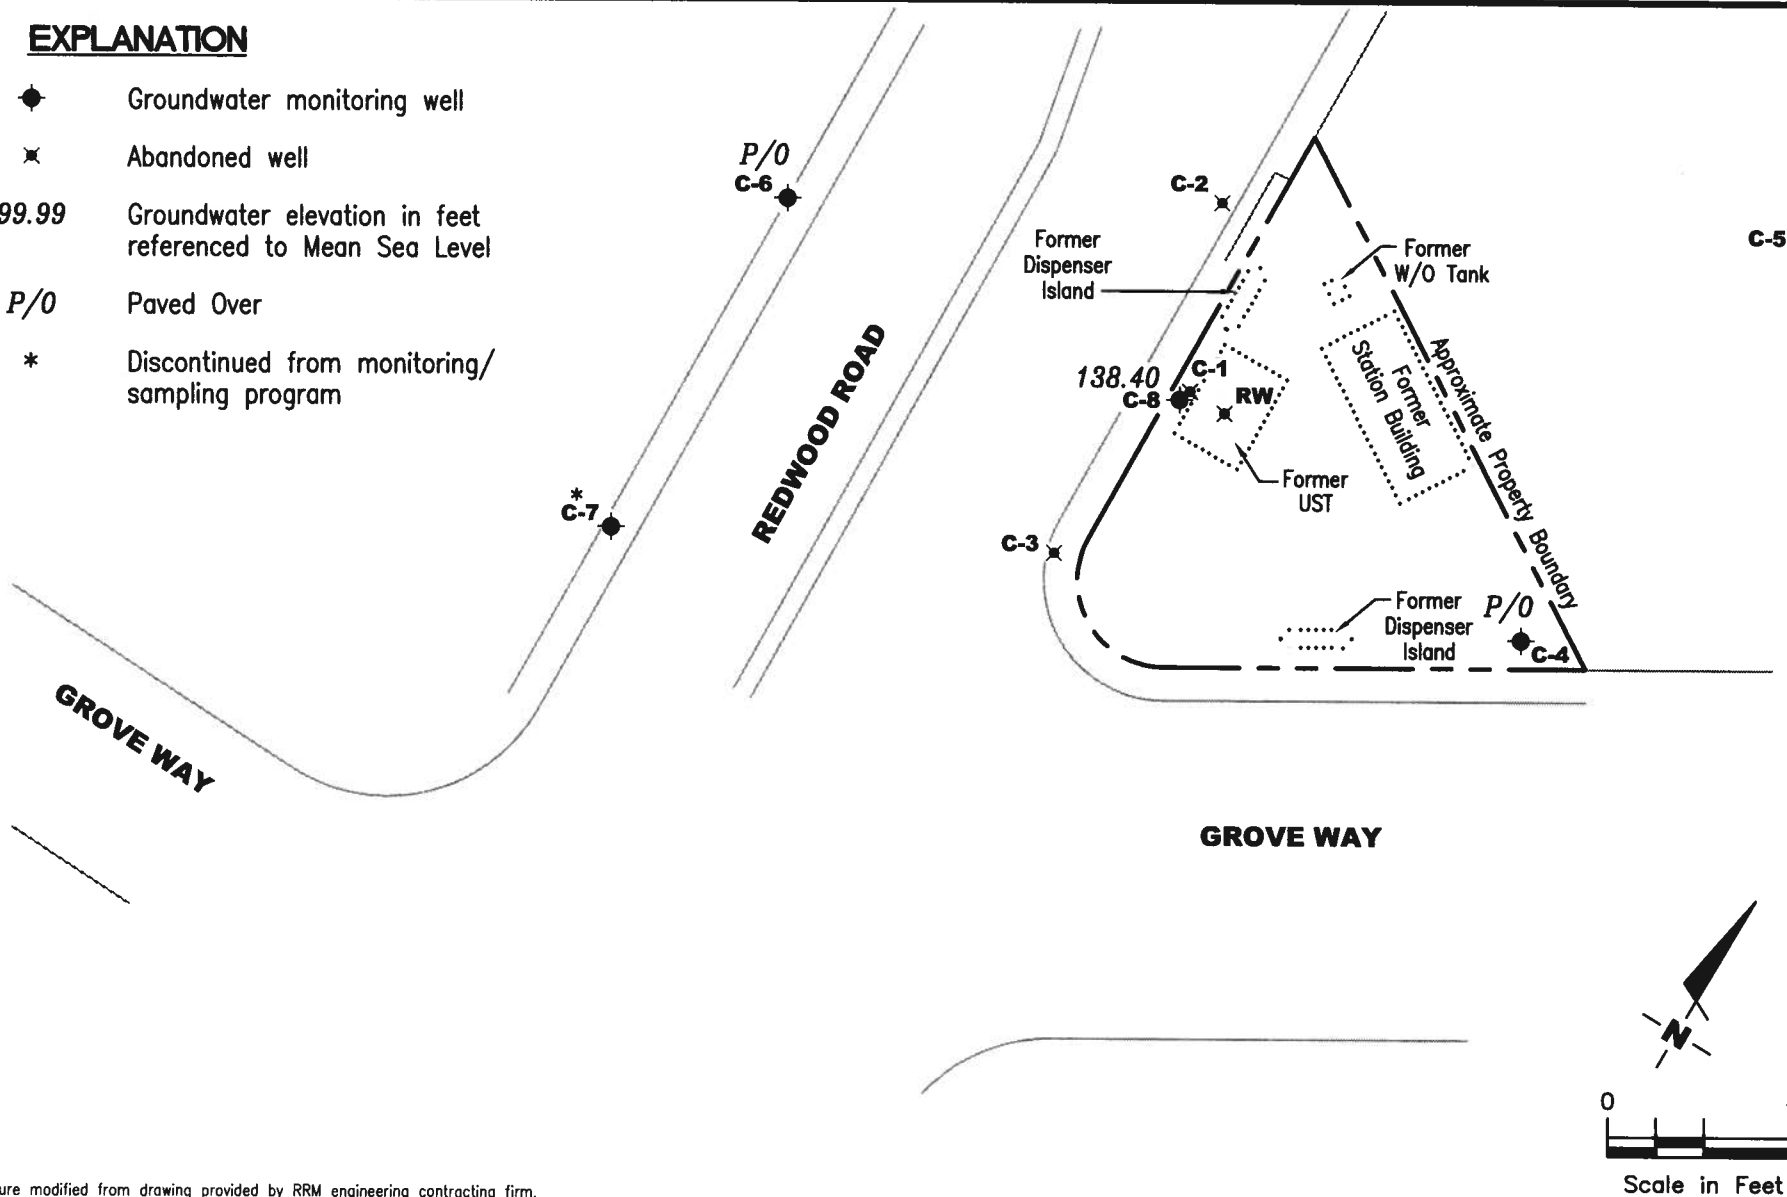 EXPLANATION
Groundwater monitoring well
Abandoned well
99.99 Groundwater elevation in feet
referenced to Mean Sea Level
P/O Paved Over
* Discontinued from monitoring/
sampling program
P/O
C-6
*
C-7
REDWOOD ROAD
GROVE WAY
C-2
Former
Dispenser
Island
Former
W/O Tank
C-5
138.40
C-1
C-8
RW
Former
Station Building
Approximate Property Boundary
Former
UST
C-3
Former
Dispenser
Island
P/O
C-4
GROVE WAY
N
0
Scale in Feet
ure modified from drawing provided by RRM engineering contracting firm.